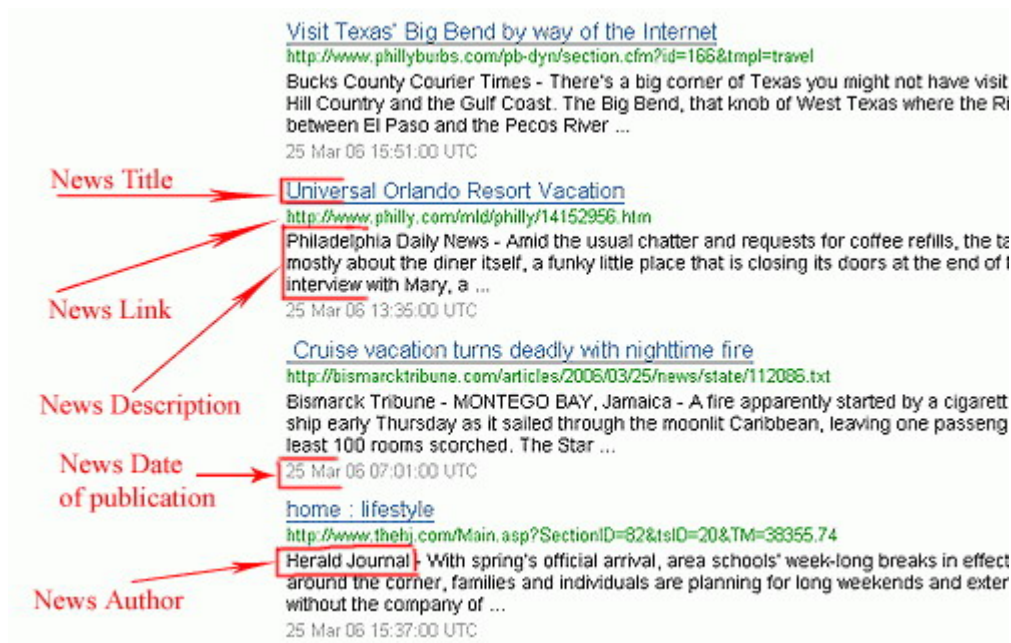 Visit Texas' Big Bend by way of the Internet
http://www.phillyburbs.com/pb-dyn/section.cfm?id=166&tmpl=travel
Bucks County Courier Times - There's a big corner of Texas you might not have visit
Hill Country and the Gulf Coast. The Big Bend, that knob of West Texas where the Ri
between El Paso and the Pecos River ...
25 Mar 06 15:51:00 UTC
News Title
Universal Orlando Resort Vacation
http://www.philly.com/mld/philly/14152956.htm
Philadelphia Daily News - Amid the usual chatter and requests for coffee refills, the ta
mostly about the diner itself, a funky little place that is closing its doors at the end of t
interview with Mary, a ...
News Link
25 Mar 06 13:35:00 UTC
Cruise vacation turns deadly with nighttime fire
http://bismarcktribune.com/articles/2006/03/25/news/state/112086.txt
News Description
Bismarck Tribune - MONTEGO BAY, Jamaica - A fire apparently started by a cigarett
ship early Thursday as it sailed through the moonlit Caribbean, leaving one passeng
least 100 rooms scorched. The Star ...
News Date
of publication
25 Mar 06 07:01:00 UTC
home : lifestyle
http://www.thehj.com/Main.asp?SectionID=82&tsID=20&TM=38355.74
Herald Journal - With spring's official arrival, area schools' week-long breaks in effect
around the corner, families and individuals are planning for long weekends and exter
News Author
without the company of ...
25 Mar 06 15:37:00 UTC